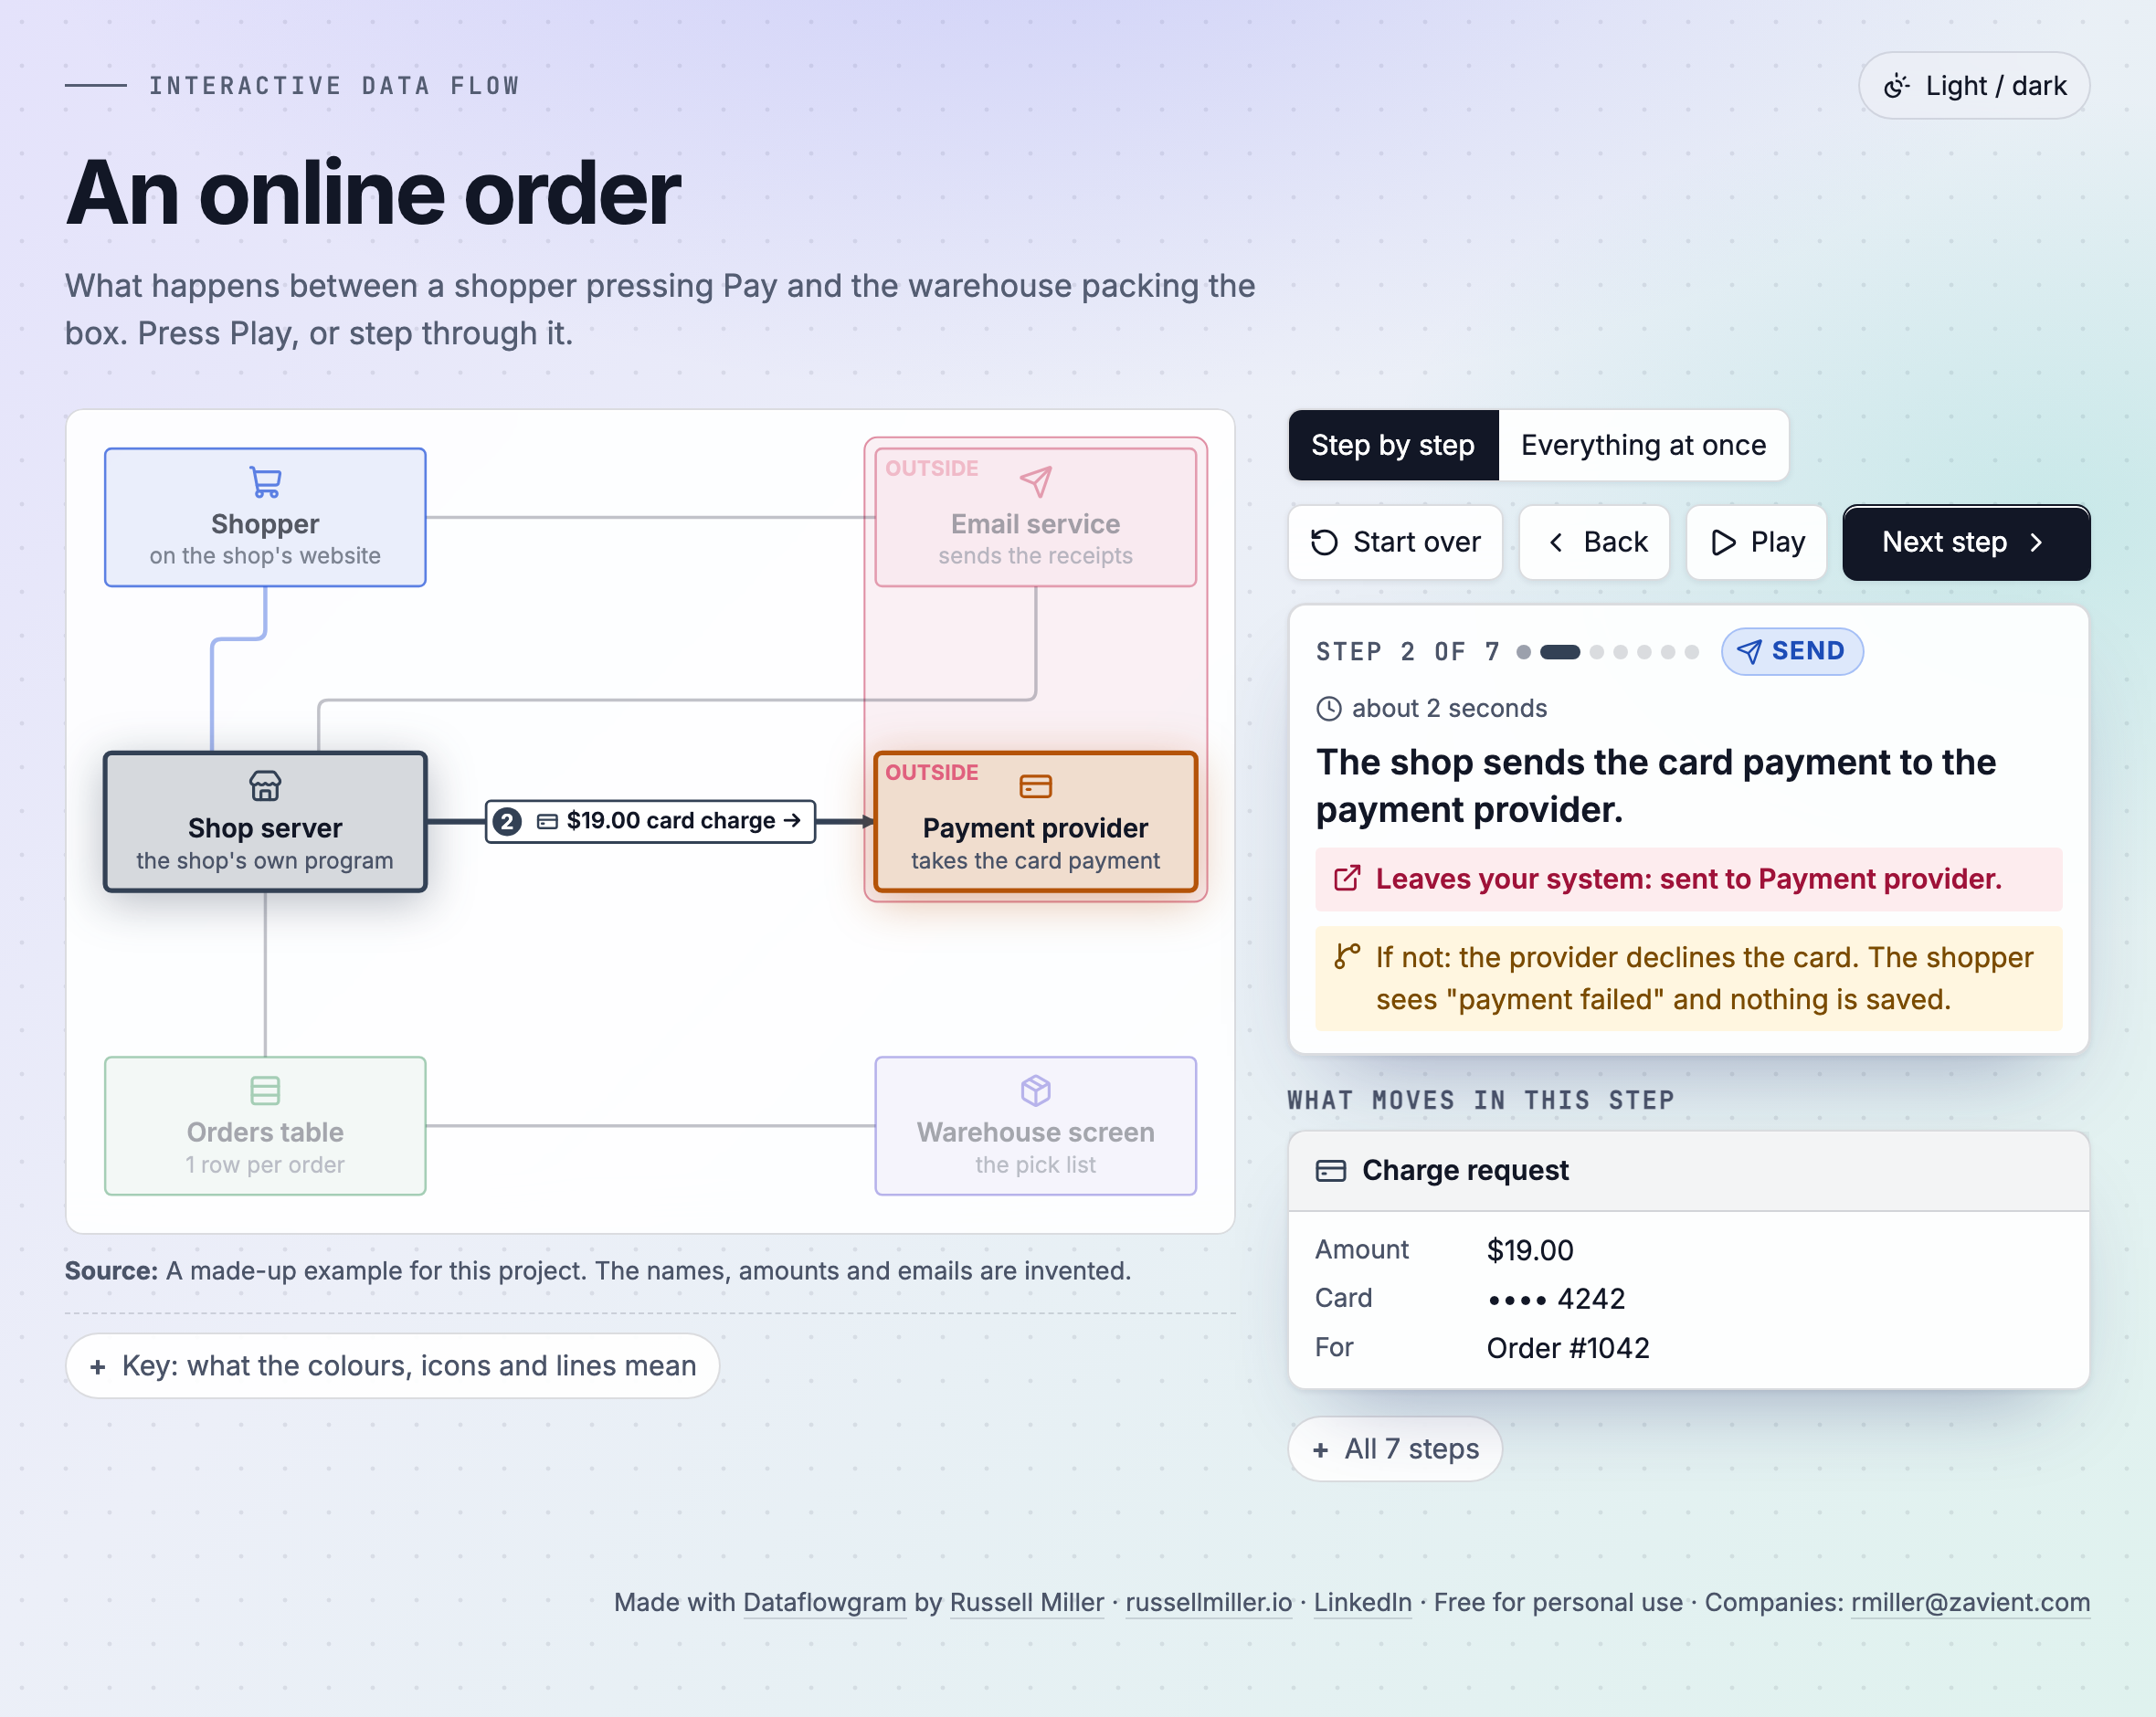 INTERACTIVE DATA FLOW
Light / dark
An online order
What happens between a shopper pressing Pay and the warehouse packing the
box. Press Play, or step through it.
Shopper
on the shop's website
OUTSIDE
Email service
sends the receipts
Shop server
the shop's own program
2 $19.00 card charge →
OUTSIDE
Payment provider
takes the card payment
Orders table
1 row per order
Warehouse screen
the pick list
Source: A made-up example for this project. The names, amounts and emails are invented.
+ Key: what the colours, icons and lines mean
Step by step
Everything at once
Start over
Back
Play
Next step
STEP 2 OF 7
SEND
about 2 seconds
The shop sends the card payment to the
payment provider.
Leaves your system: sent to Payment provider.
If not: the provider declines the card. The shopper
sees "payment failed" and nothing is saved.
WHAT MOVES IN THIS STEP
Charge request
Amount $19.00
Card •••• 4242
For Order #1042
+ All 7 steps
Made with Dataflowgram by Russell Miller · russellmiller.io · LinkedIn · Free for personal use · Companies: rmiller@zavient.com